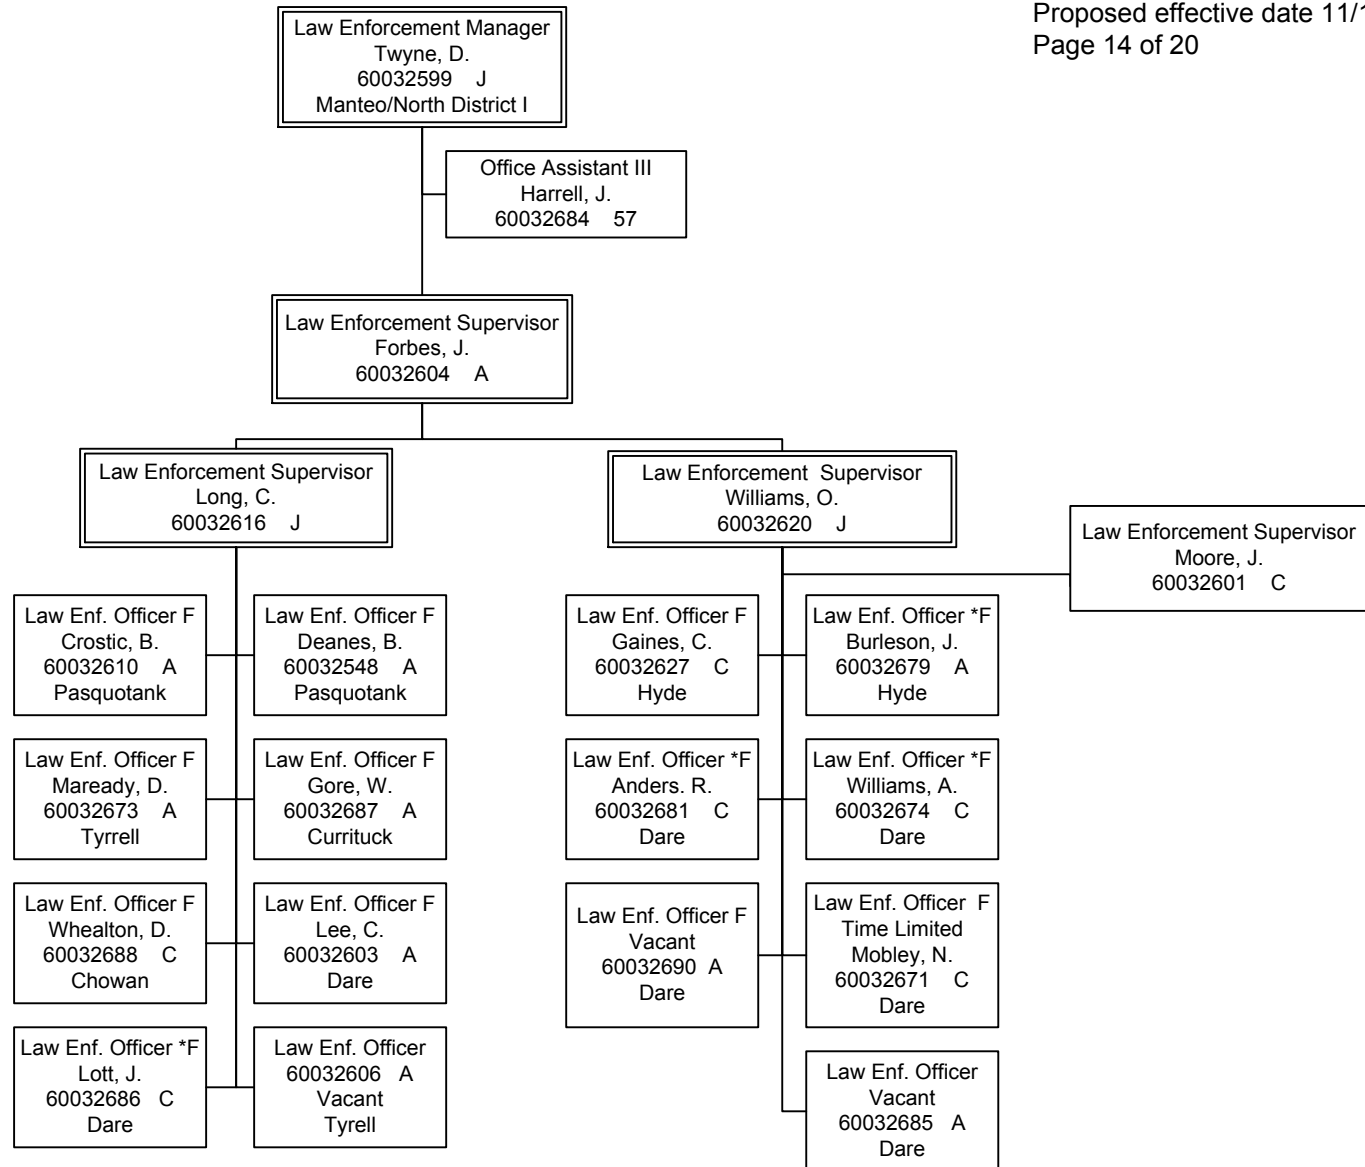 Proposed effective date 11/1
Page 14 of 20
Law Enforcement Manager
Twyne, D.
60032599 J
Manteo/North District I
Office Assistant III
Harrell, J.
60032684 57
Law Enforcement Supervisor
Forbes, J.
60032604 A
Law Enforcement Supervisor
Long, C.
60032616 J
Law Enforcement Supervisor
Williams, O.
60032620 J
Law Enforcement Supervisor
Moore, J.
60032601 C
Law Enf. Officer F
Crostic, B.
60032610 A
Pasquotank
Law Enf. Officer F
Deanes, B.
60032548 A
Pasquotank
Law Enf. Officer F
Gaines, C.
60032627 C
Hyde
Law Enf. Officer *F
Burleson, J.
60032679 A
Hyde
Law Enf. Officer F
Maready, D.
60032673 A
Tyrrell
Law Enf. Officer F
Gore, W.
60032687 A
Currituck
Law Enf. Officer *F
Anders. R.
60032681 C
Dare
Law Enf. Officer *F
Williams, A.
60032674 C
Dare
Law Enf. Officer F
Whealton, D.
60032688 C
Chowan
Law Enf. Officer F
Lee, C.
60032603 A
Dare
Law Enf. Officer F
Vacant
60032690 A
Dare
Law Enf. Officer F
Time Limited
Mobley, N.
60032671 C
Dare
Law Enf. Officer *F
Lott, J.
60032686 C
Dare
Law Enf. Officer
60032606 A
Vacant
Tyrell
Law Enf. Officer
Vacant
60032685 A
Dare